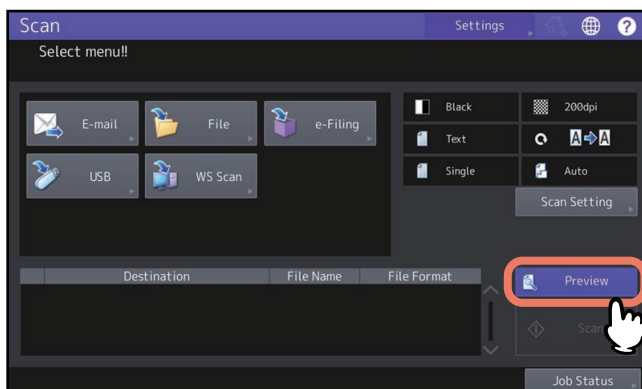 Scan Settings ?
Select menu!!
E-mail File e-Filing
USB WS Scan
Black 200dpi
Text A A
Single Auto
Scan Setting
Destination File Name File Format
Preview
Scan
Job Status